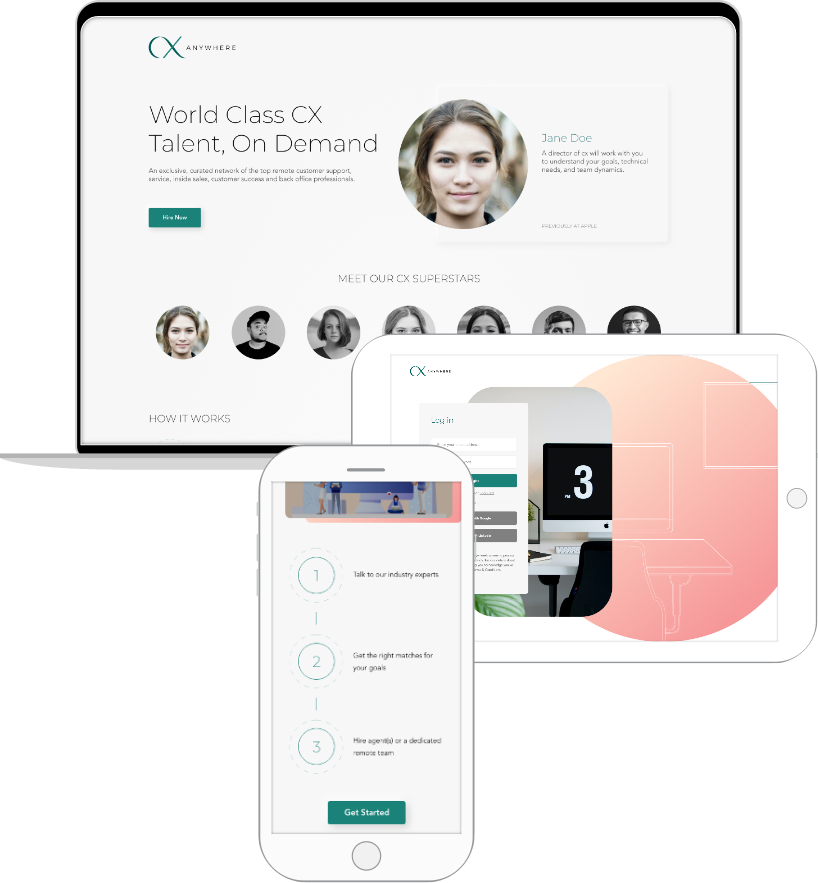 CX ANYWHERE
World Class CX
Talent, On Demand
An exclusive, curated network of the top remote customer support,
service, inside sales, customer success and back office professionals.
Hire Now
Jane Doe
A director of cx will work with you
to understand your goals, technical
needs, and team dynamics.
PREVIOUSLY AT APPLE
MEET OUR CX SUPERSTARS
HOW IT WORKS
CX ANYWHERE
Log in
PM 3
1
Talk to our industry experts
2
Get the right matches for
your goals
3
Hire agent(s) or a dedicated
remote team
Get Started